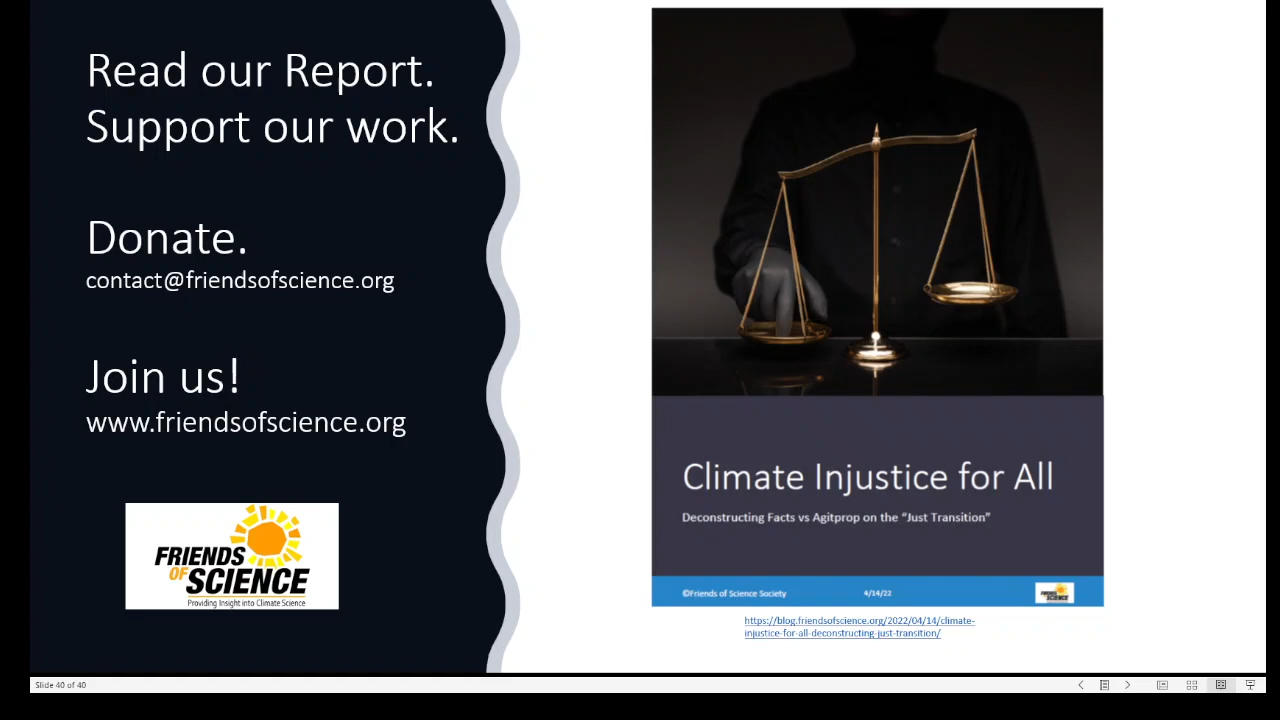 Read our Report.
Support our work.
Donate.
contact@friendsofscience.org
Join us!
www.friendsofscience.org
FRIENDS
OF SCIENCE
Providing Insight into Climate Science
Climate Injustice for All
Deconstructing Facts vs Agitprop on the “Just Transition”
©Friends of Science Society 4/14/22
FRIENDS
OF SCIENCE
https://blog.friendsofscience.org/2022/04/14/climate-
injustice-for-all-deconstructing-just-transition/
Slide 40 of 40